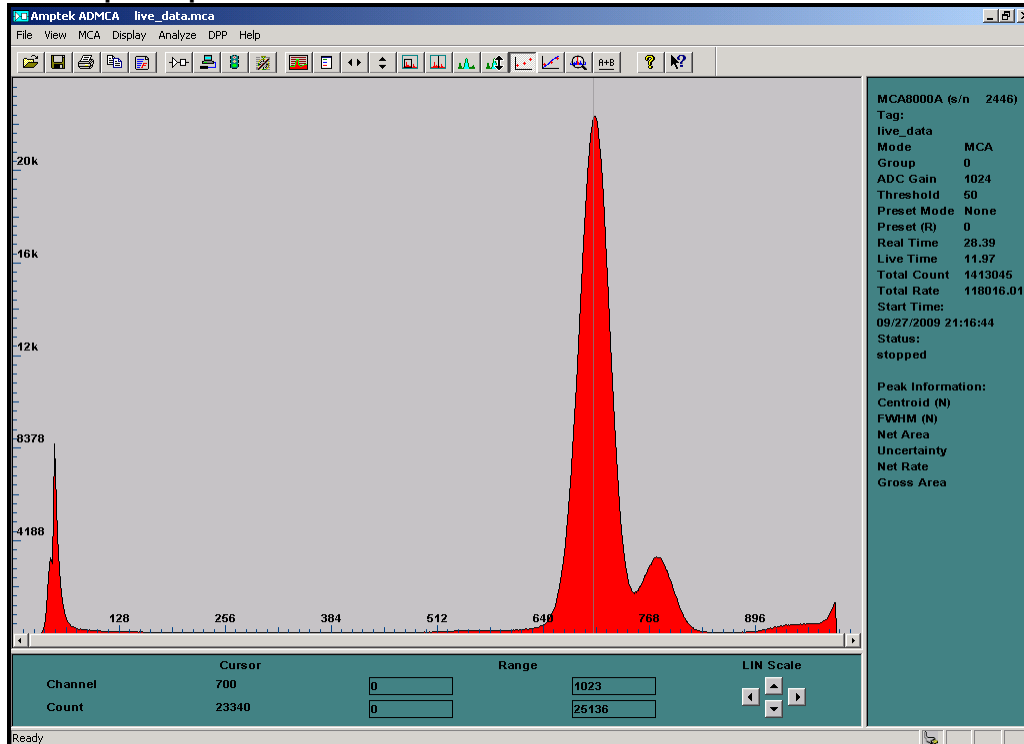 Amptek ADMCA live_data.mca
File View MCA Display Analyze DPP Help
A+B
20k
16k
12k
8378
4188
128 256 384 512 640 768 896
MCA8000A (s/n 2446)
Tag:
live_data
Mode MCA
Group 0
ADC Gain 1024
Threshold 50
Preset Mode None
Preset (R) 0
Real Time 28.39
Live Time 11.97
Total Count 1413045
Total Rate 118016.01
Start Time:
09/27/2009 21:16:44
Status:
stopped
Peak Information:
Centroid (N)
FWHM (N)
Net Area
Uncertainty
Net Rate
Gross Area
Cursor Range LIN Scale
Channel 700 0 1023
Count 23340 0 25136
Ready